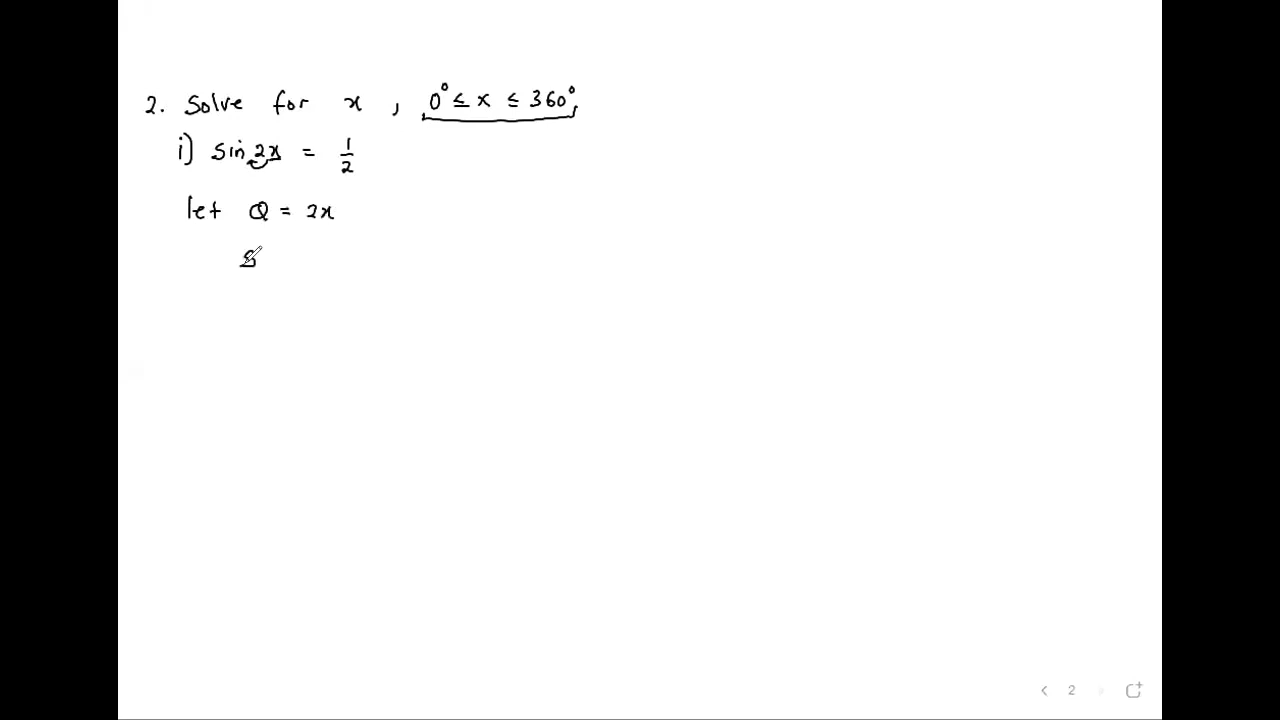 2. Solve for x , 0° ≤ x ≤ 360°
i) sin 2x = 1/2
let Q = 2x
2